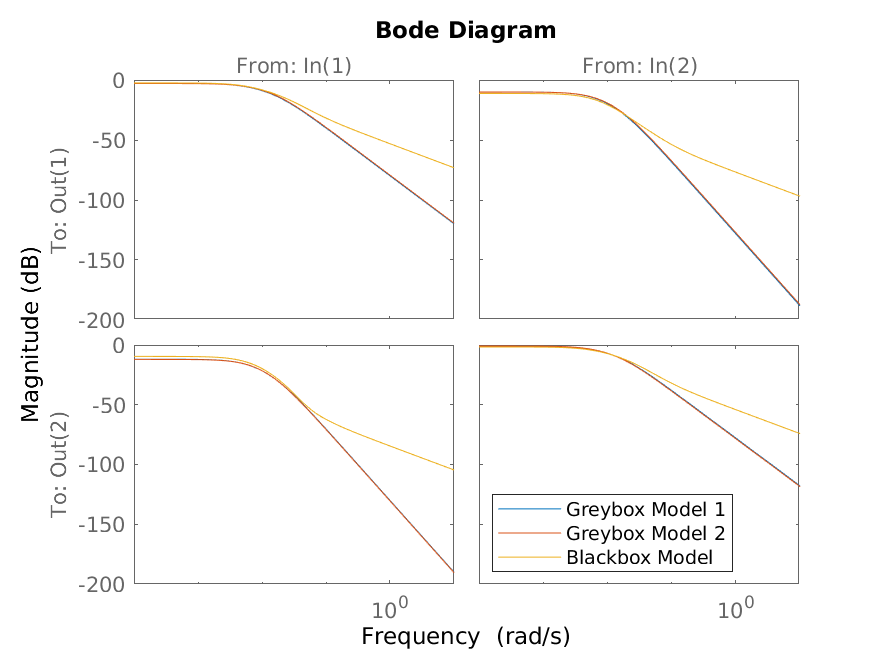 Bode Diagram
From: In(1)
From: In(2)
To: Out(1)
0
-50
-100
-150
-200
To: Out(2)
0
-50
-100
-150
-200
Magnitude (dB)
Greybox Model 1
Greybox Model 2
Blackbox Model
10^0
10^0
Frequency (rad/s)